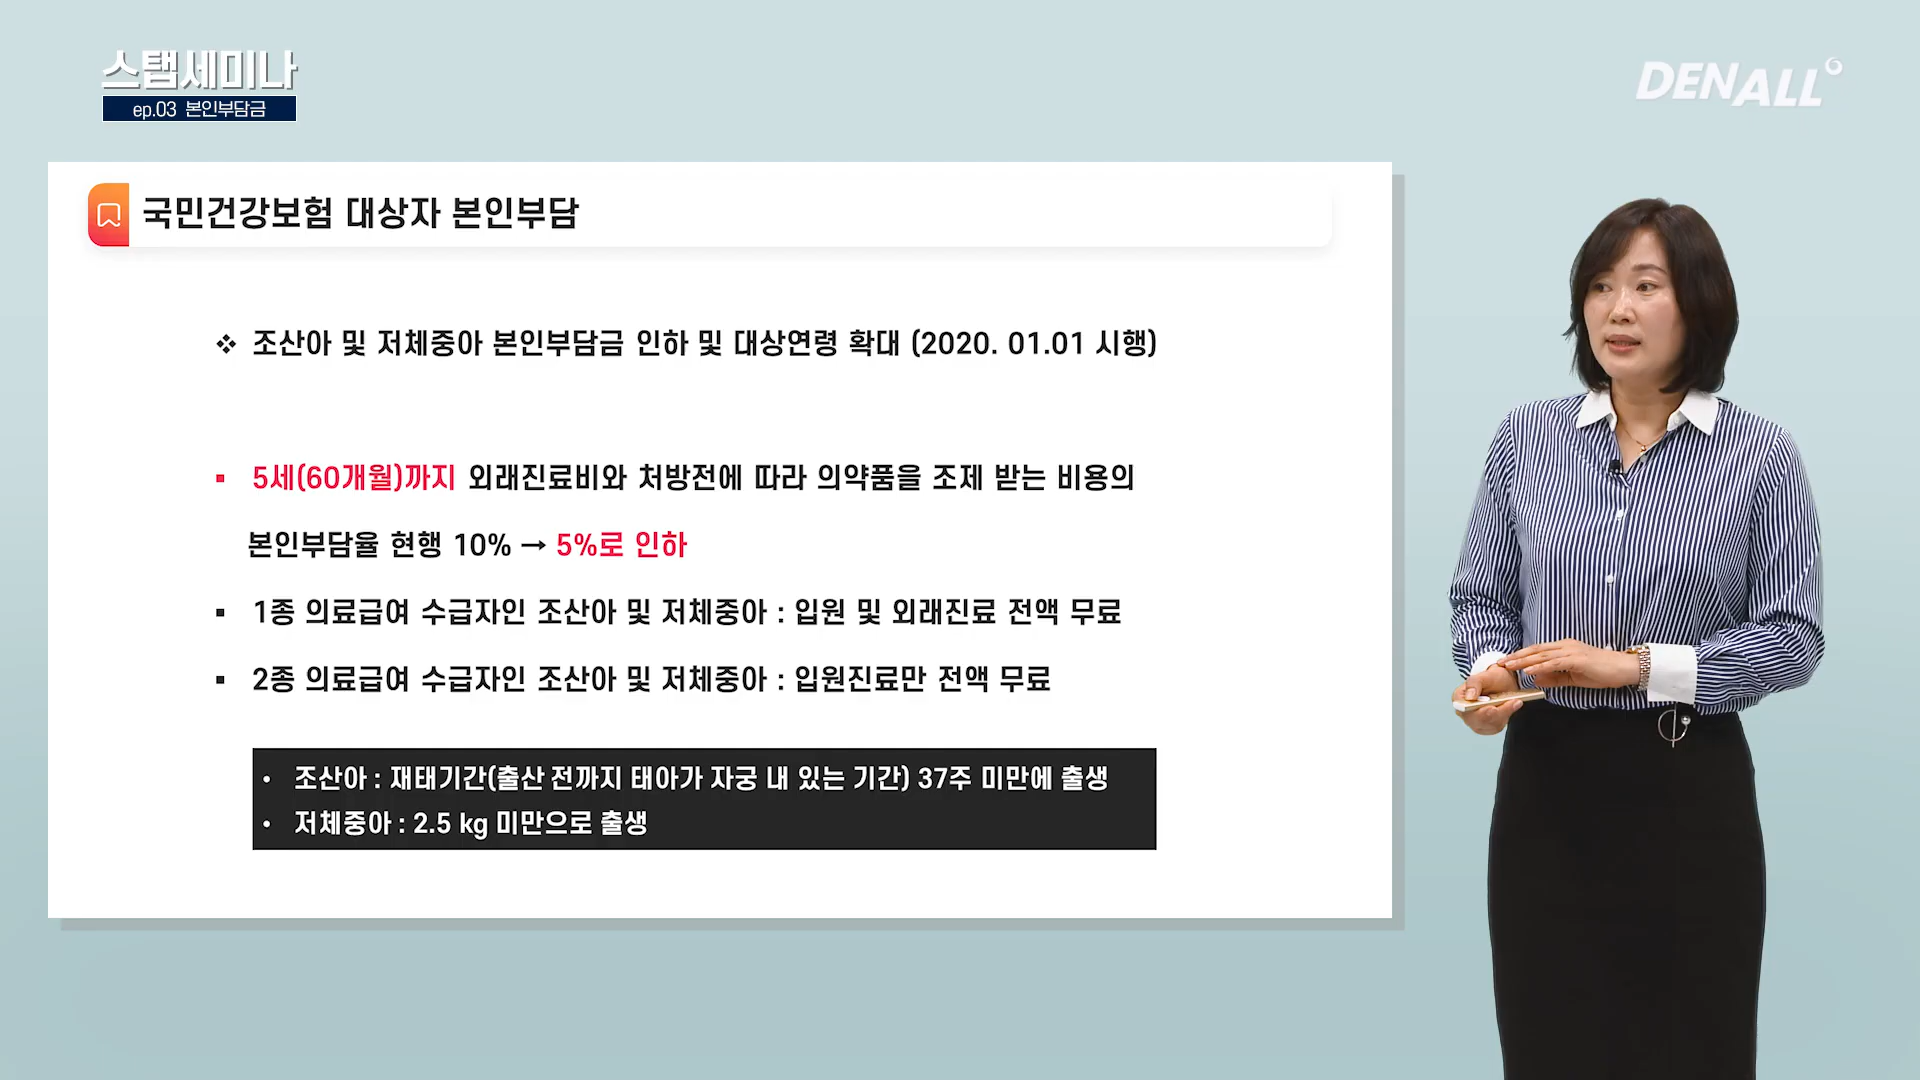 스탭세미나
ep.03 본인부담금
DENALL
국민건강보험 대상자 본인부담
❖ 조산아 및 저체중아 본인부담금 인하 및 대상연령 확대 (2020. 01.01 시행)
▪ 5세(60개월)까지 외래진료비와 처방전에 따라 의약품을 조제 받는 비용의
본인부담율 현행 10% → 5%로 인하
▪ 1종 의료급여 수급자인 조산아 및 저체중아 : 입원 및 외래진료 전액 무료
▪ 2종 의료급여 수급자인 조산아 및 저체중아 : 입원진료만 전액 무료
• 조산아 : 재태기간(출산 전까지 태아가 자궁 내 있는 기간) 37주 미만에 출생
• 저체중아 : 2.5 kg 미만으로 출생